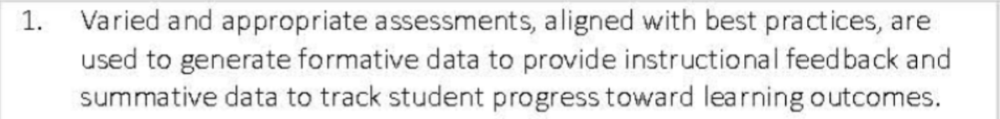 1. Varied and appropriate assessments, aligned with best practices, are
used to generate formative data to provide instructional feedback and
summative data to track student progress toward learning outcomes.